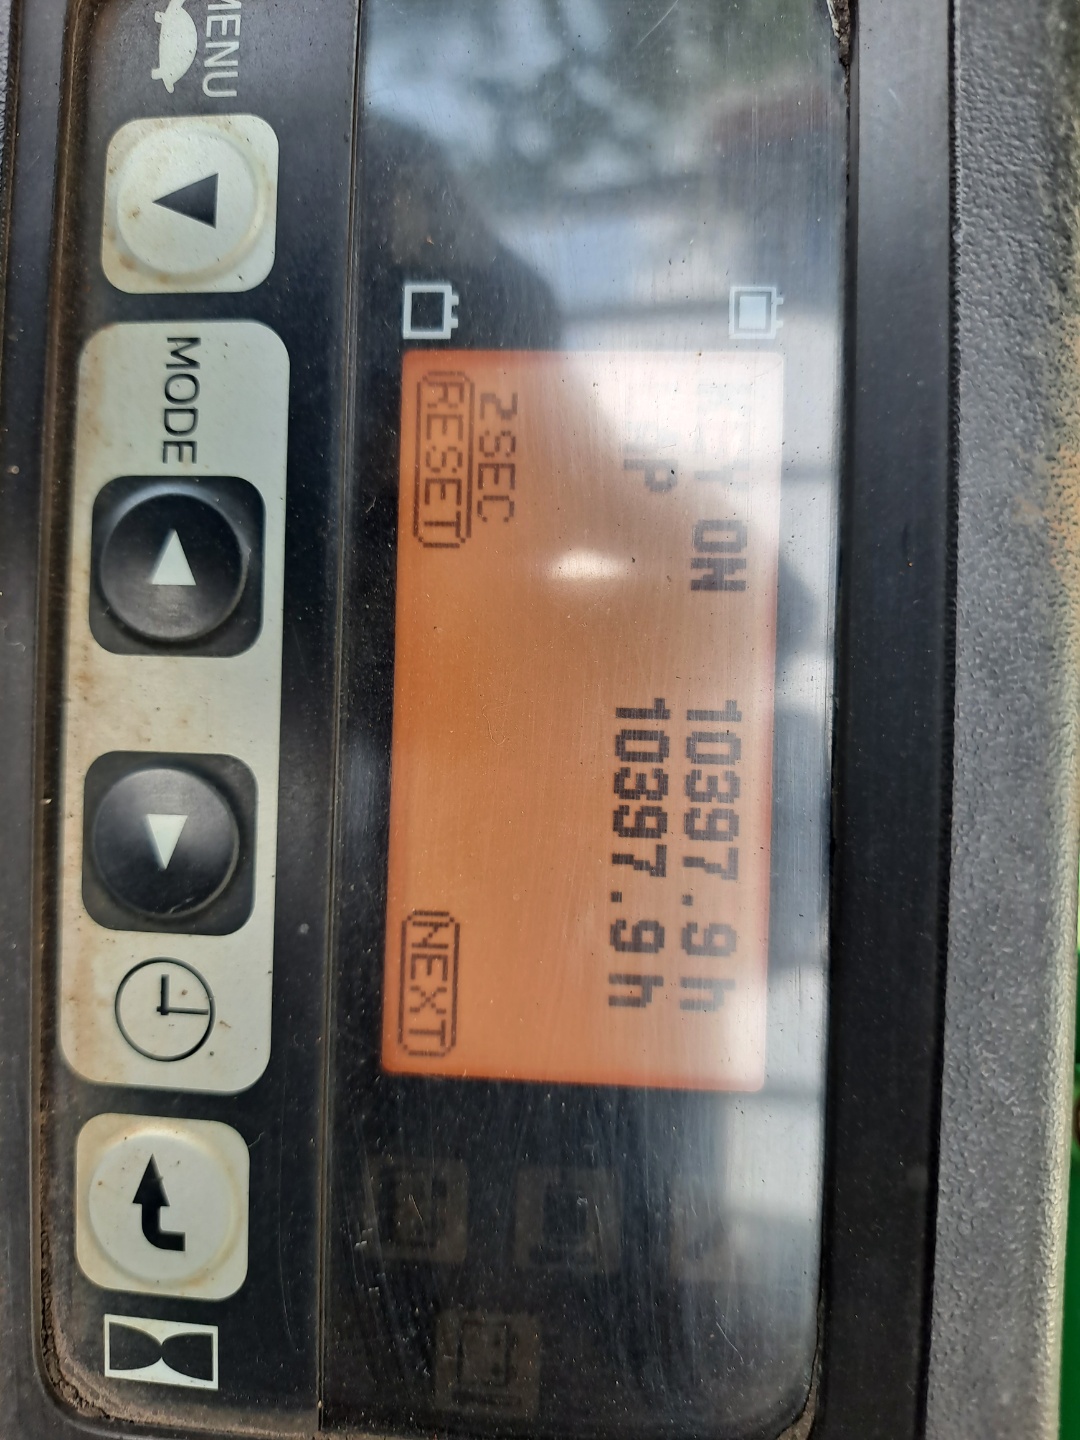 KEY ON 10397.9h
10397.9h
2SEC
RESET NEXT
MENU MODE